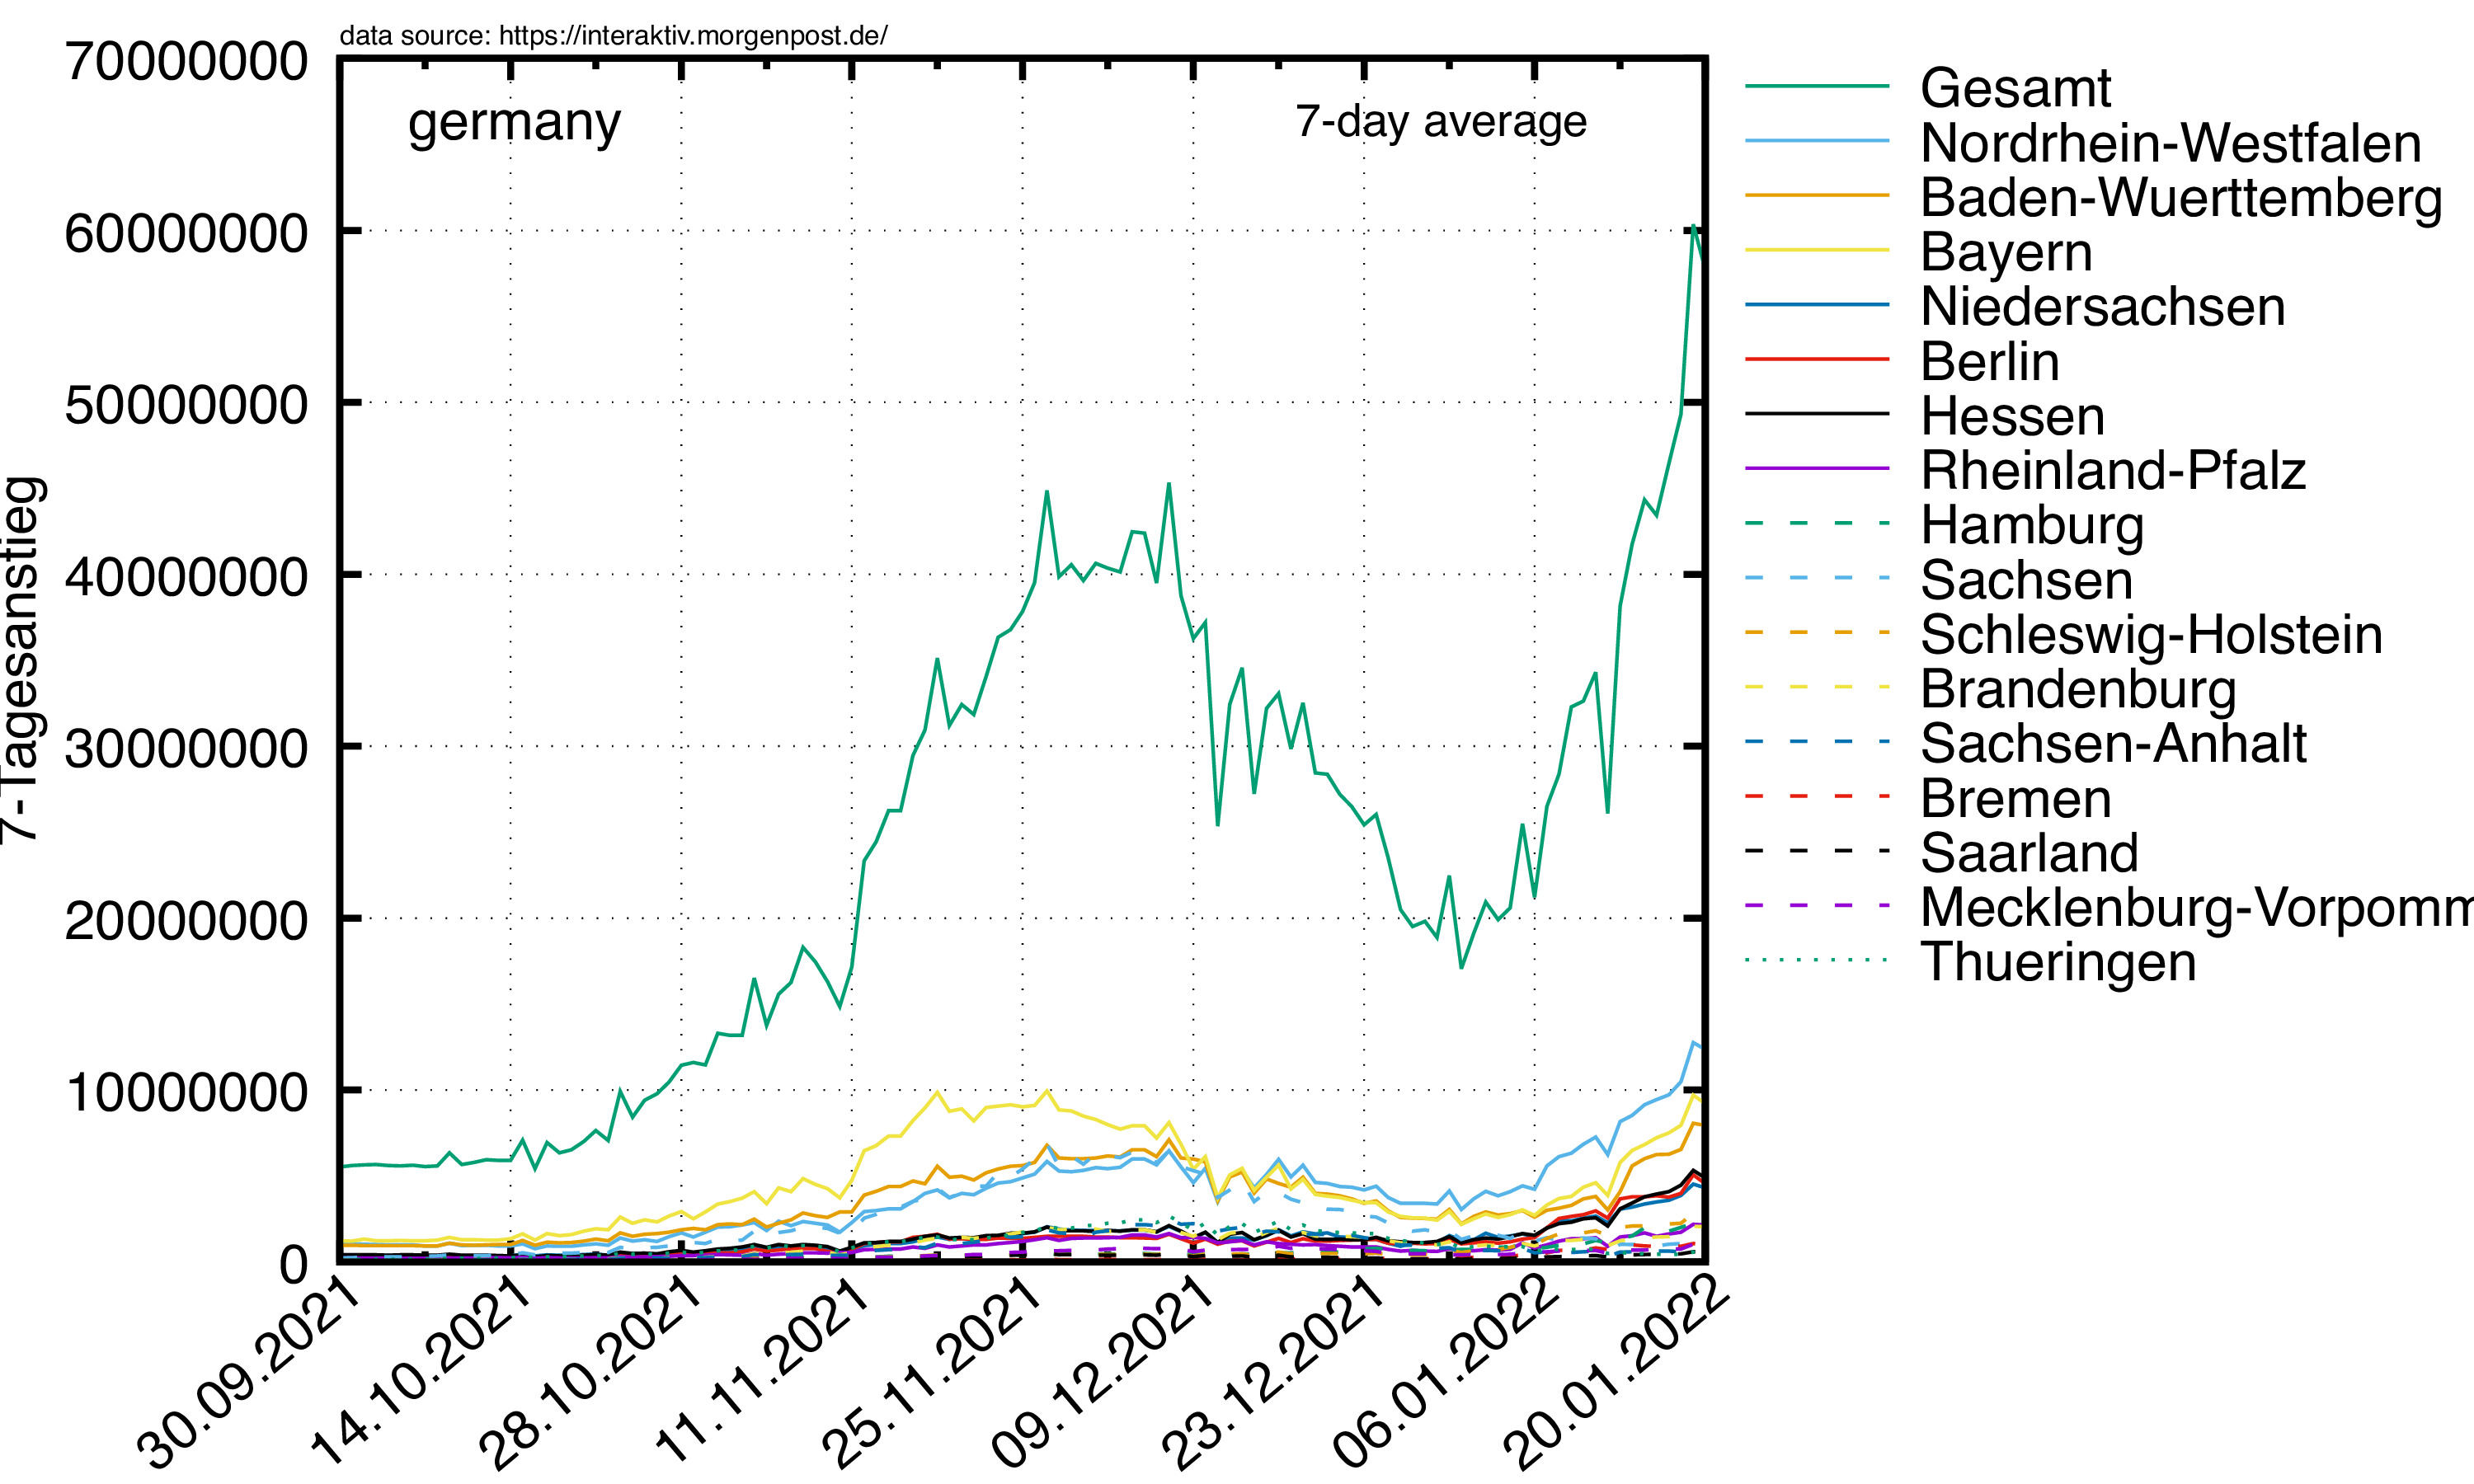 data source: https://interaktiv.morgenpost.de/
germany
7-day average
7-Tagesanstieg
70000000
60000000
50000000
40000000
30000000
20000000
10000000
0
30.09.2021
14.10.2021
28.10.2021
11.11.2021
25.11.2021
09.12.2021
23.12.2021
06.01.2022
20.01.2022
Gesamt
Nordrhein-Westfalen
Baden-Wuerttemberg
Bayern
Niedersachsen
Berlin
Hessen
Rheinland-Pfalz
Hamburg
Sachsen
Schleswig-Holstein
Brandenburg
Sachsen-Anhalt
Bremen
Saarland
Mecklenburg-Vorpomm
Thueringen